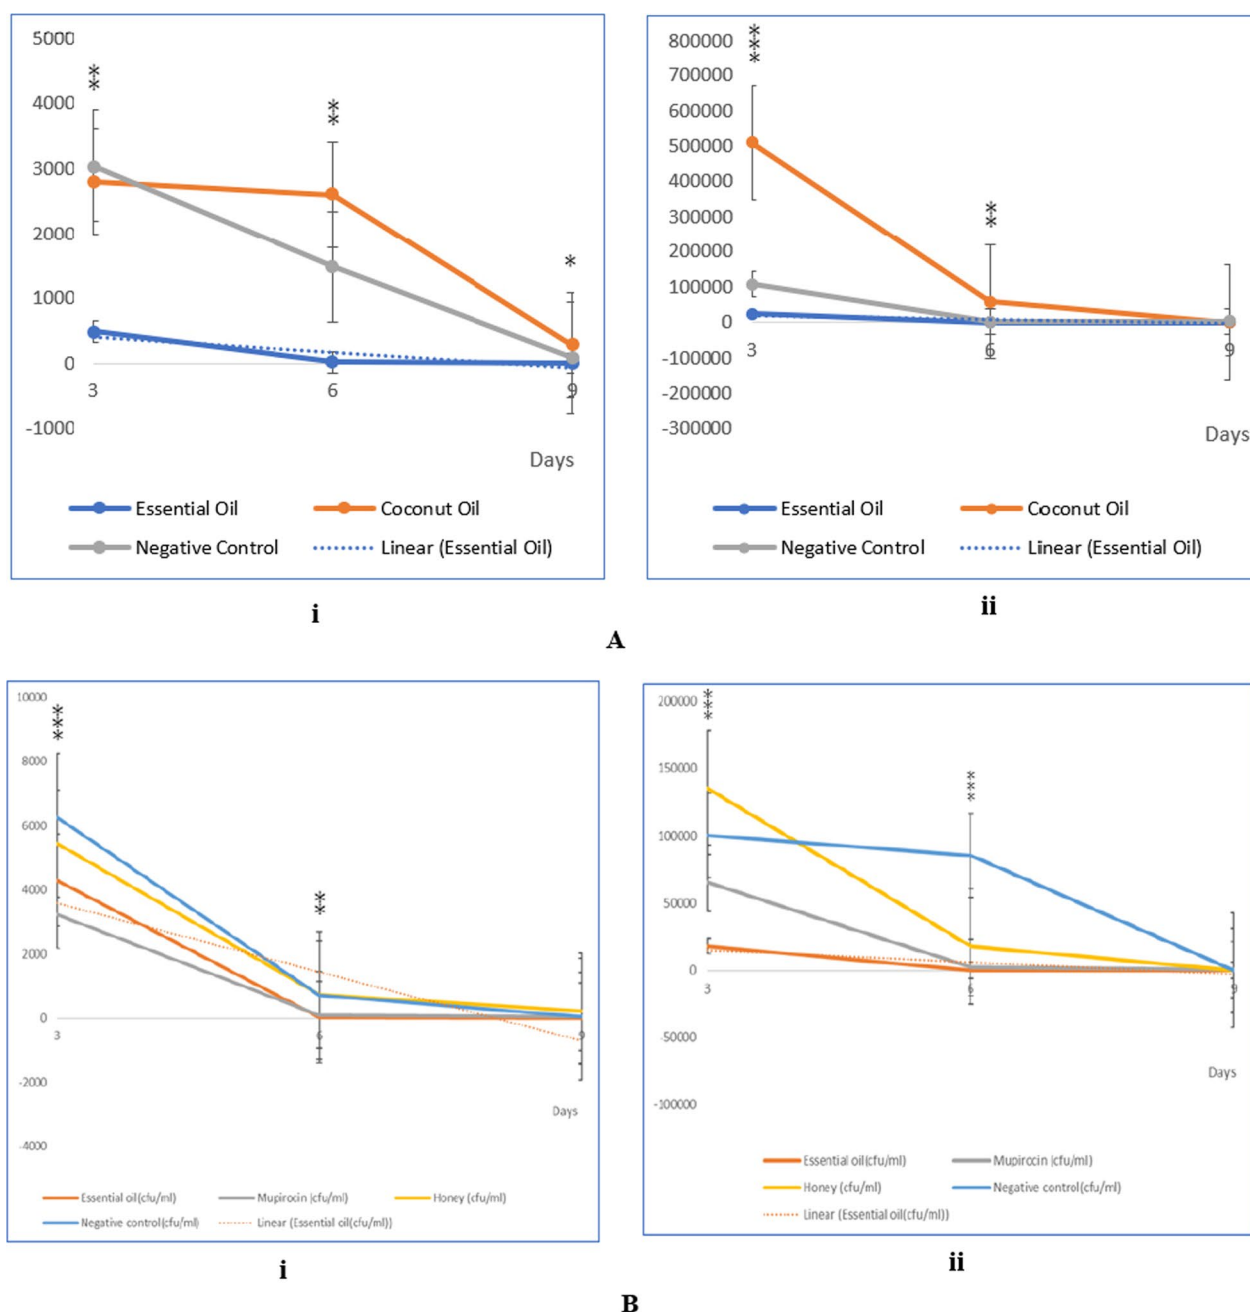 5000
**
4000
**
3000
2000
*
1000
0
3
6
9
-1000
Days
Essential Oil
Coconut Oil
Negative Control
Linear (Essential Oil)
i
***
800000
700000
600000
500000
400000
300000
**
200000
100000
0
3
6
9
-100000
-200000
-300000
Days
Essential Oil
Coconut Oil
Negative Control
Linear (Essential Oil)
ii
A
10000
***
8000
6000
4000
**
2000
0
3
6
9
-2000
Days
-4000
Essential oil(cfu/ml)
Mupirocin (cfu/ml)
Honey (cfu/ml)
Negative control(cfu/ml)
Linear (Essential oil(cfu/ml))
i
200000
***
150000
***
100000
50000
0
3
6
9
-50000
Days
-100000
Essential oil(cfu/ml)
Mupirocin (cfu/ml)
Honey (cfu/ml)
Negative control(cfu/ml)
Linear (Essential oil(cfu/ml))
ii
B